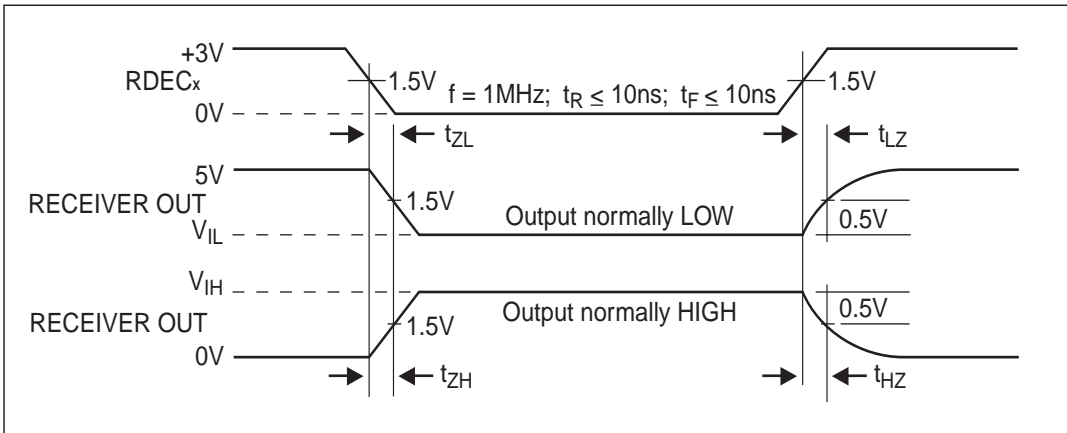 +3V
RDECx
0V
1.5V
f = 1MHz; tR ≤ 10ns; tF ≤ 10ns
1.5V
tZL
tLZ
5V
RECEIVER OUT
VIL
1.5V
Output normally LOW
0.5V
VIH
RECEIVER OUT
0V
1.5V
Output normally HIGH
0.5V
tZH
tHZ